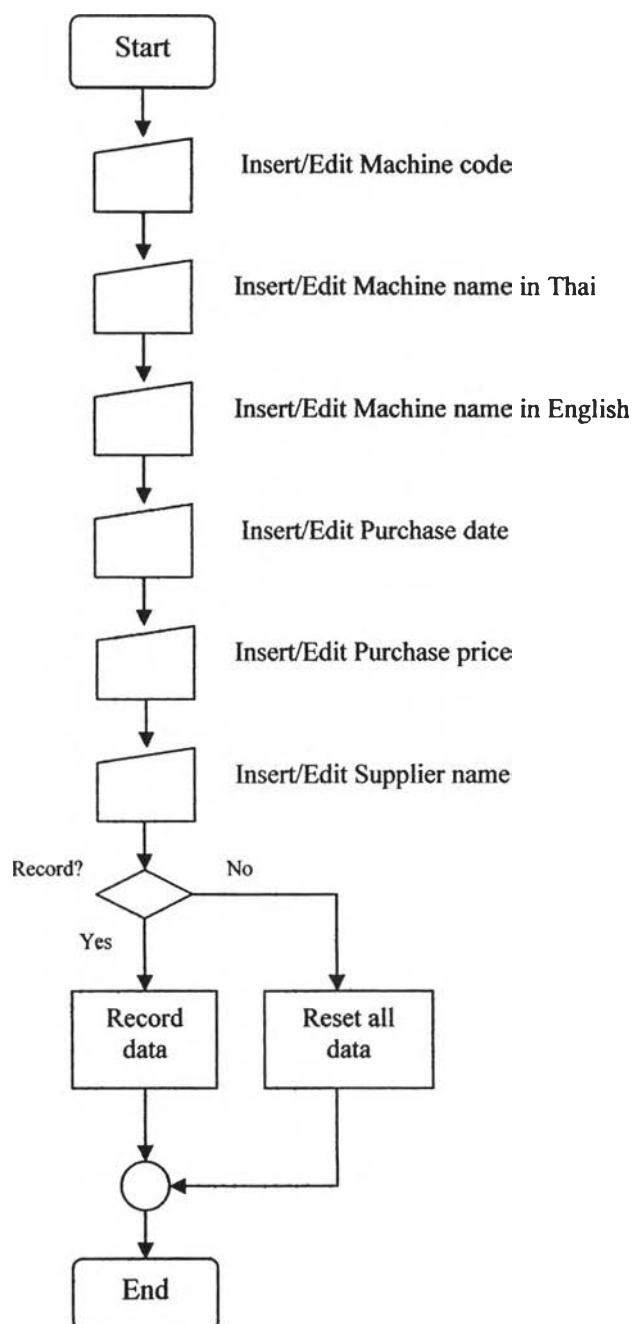 Start
Insert/Edit Machine code
Insert/Edit Machine name in Thai
Insert/Edit Machine name in English
Insert/Edit Purchase date
Insert/Edit Purchase price
Insert/Edit Supplier name
Record?
No
Yes
Record
data
Reset all
data
End